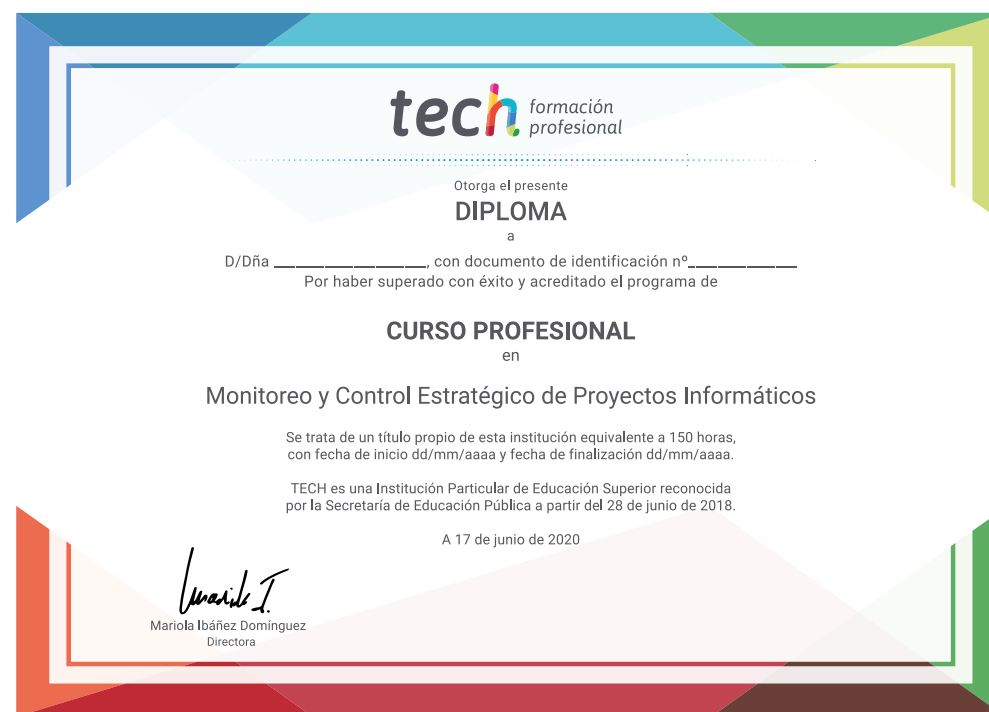 tech formación
profesional
Otorga el presente
DIPLOMA
a
D/Dña ______________, con documento de identificación nº__________
Por haber superado con éxito y acreditado el programa de
CURSO PROFESIONAL
en
Monitoreo y Control Estratégico de Proyectos Informáticos
Se trata de un título propio de esta institución equivalente a 150 horas,
con fecha de inicio dd/mm/aaaa y fecha de finalización dd/mm/aaaa.
TECH es una Institución Particular de Educación Superior reconocida
por la Secretaría de Educación Pública a partir del 28 de junio de 2018.
A 17 de junio de 2020
Mariola Ibáñez Domínguez
Directora